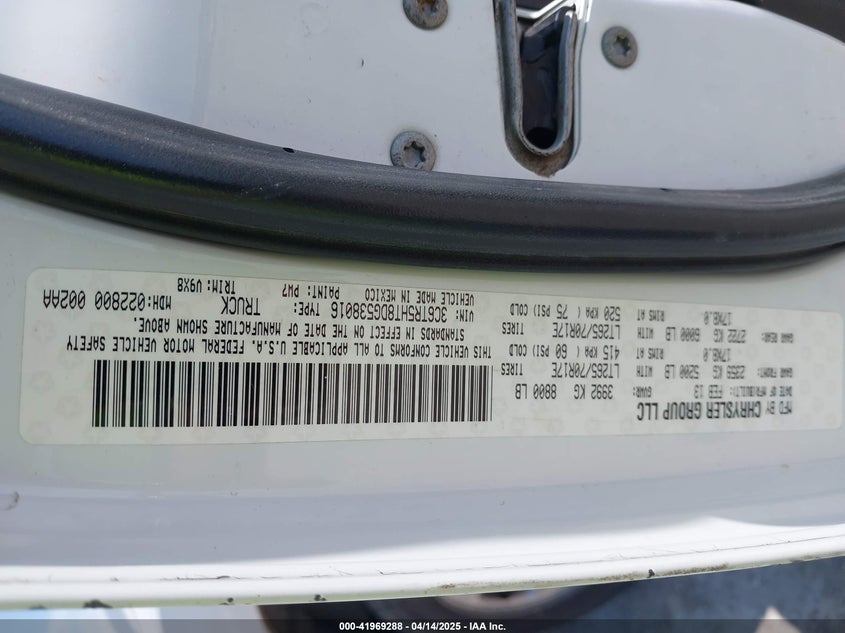 MFD BY CHRYSLER GROUP LLC
DATE OF MFR(BUILT): FEB 13 GVWR: 3992 KG 8800 LB
GAWR FRONT: 2359 KG 5200 LB WITH LT265/70R17E TIRES
17X8.0 RIMS AT 415 KPA ( 60 PSI) COLD
GAWR REAR: 2722 KG 6000 LB WITH LT265/70R17E TIRES
17X8.0 RIMS AT 520 KPA ( 75 PSI) COLD
THIS VEHICLE CONFORMS TO ALL APPLICABLE U.S.A. FEDERAL MOTOR VEHICLE SAFETY
STANDARDS IN EFFECT ON THE DATE OF MANUFACTURE SHOWN ABOVE.
VIN: 3C6TR5HT8DG538016 TYPE: TRUCK MDH:022800 002AA
VEHICLE MADE IN MEXICO PAINT: PW7 TRIM: V9X8
000-41969288 - 04/14/2025 - IAA Inc.